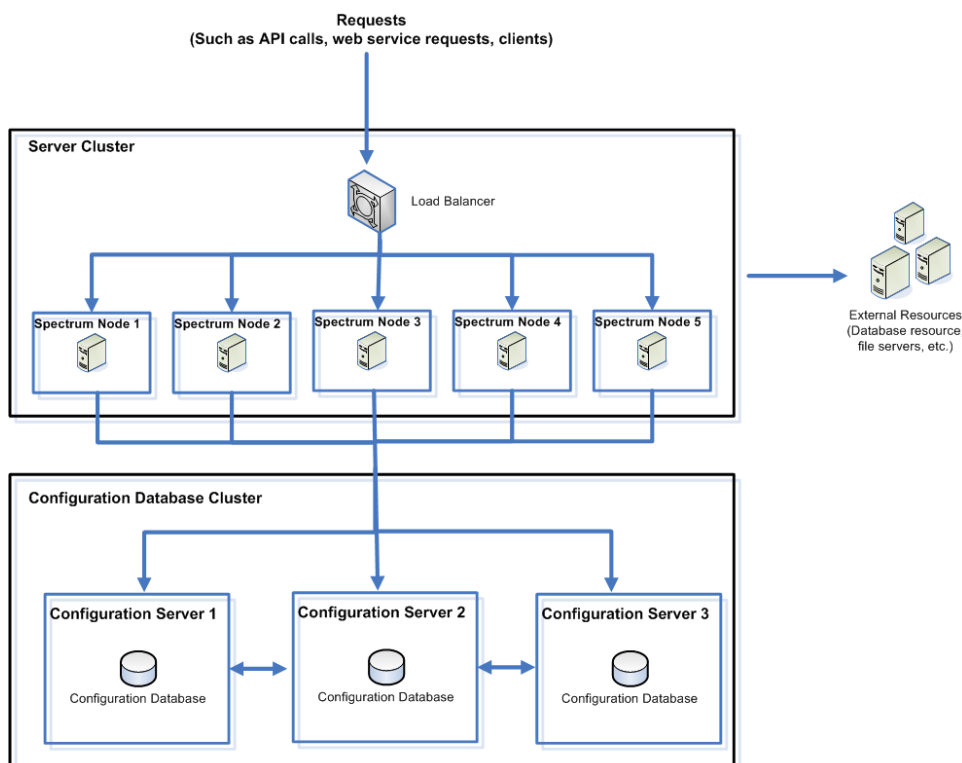 Requests
(Such as API calls, web service requests, clients)
Server Cluster
Load Balancer
Spectrum Node 1
Spectrum Node 2
Spectrum Node 3
Spectrum Node 4
Spectrum Node 5
External Resources
(Database resource
file servers, etc.)
Configuration Database Cluster
Configuration Server 1
Configuration Server 2
Configuration Server 3
Configuration Database
Configuration Database
Configuration Database